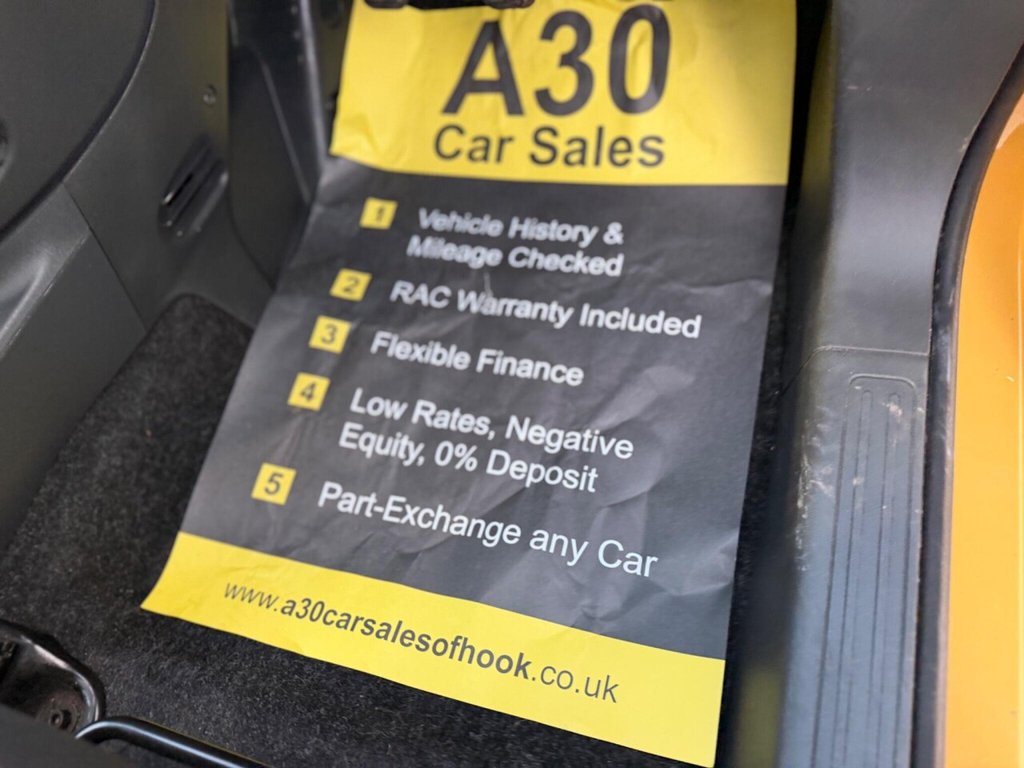 A30
Car Sales
1 Vehicle History &
Mileage Checked
2 RAC Warranty Included
3 Flexible Finance
4 Low Rates, Negative
Equity, 0% Deposit
5 Part-Exchange any Car
www.a30carsalesofhook.co.uk